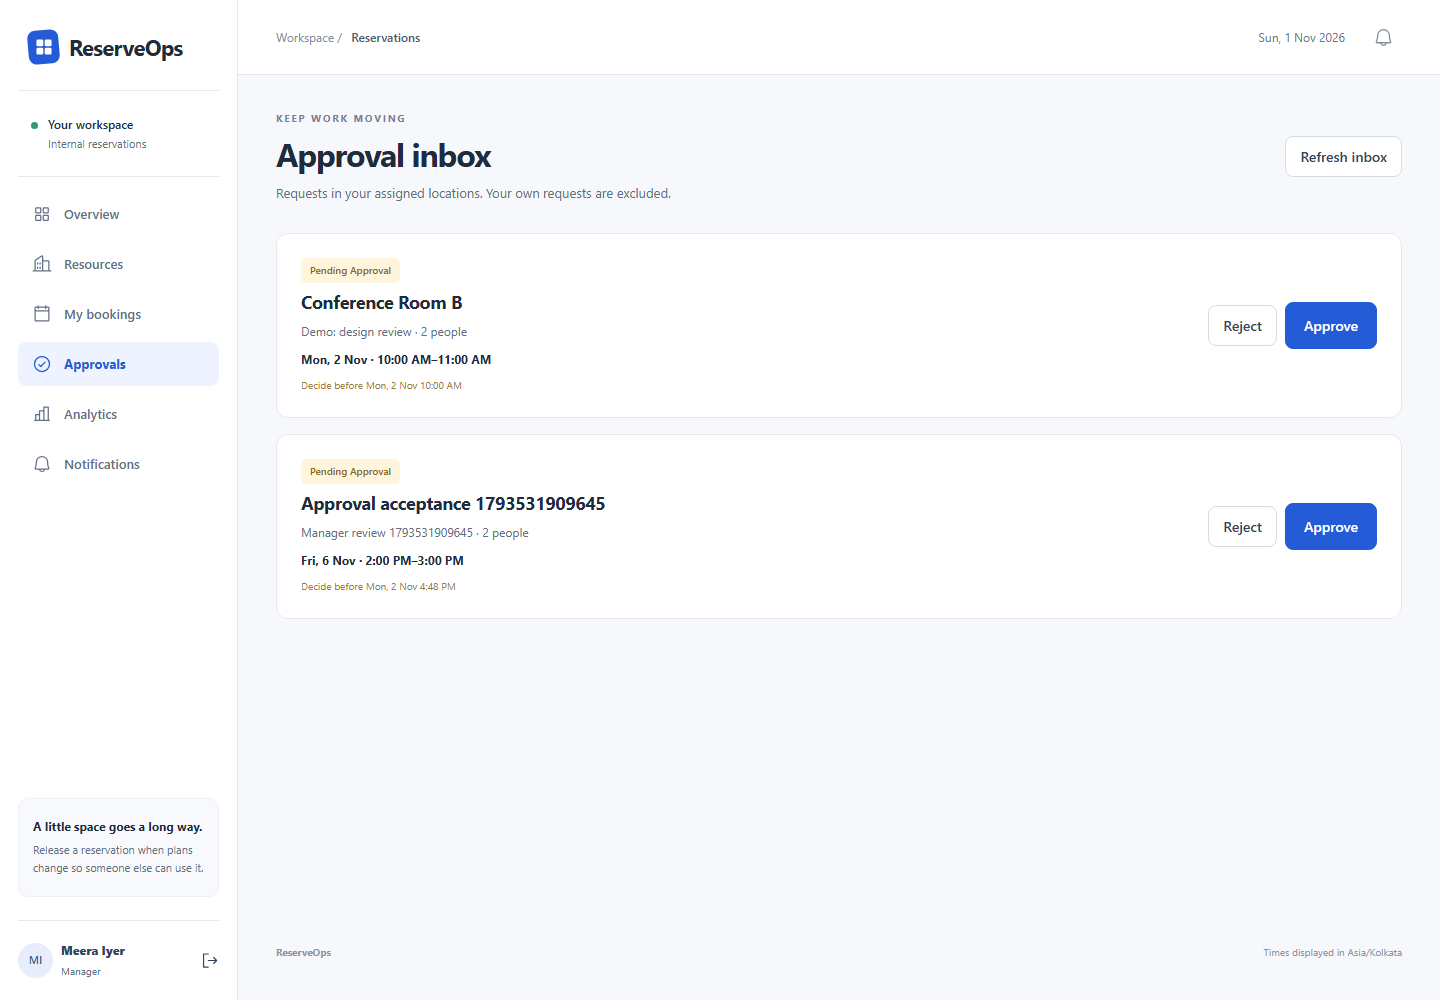 ReserveOps
Your workspace
Internal reservations
Overview
Resources
My bookings
Approvals
Analytics
Notifications
A little space goes a long way.
Release a reservation when plans
change so someone else can use it.
MI
Meera Iyer
Manager
Workspace / Reservations
Sun, 1 Nov 2026
KEEP WORK MOVING
Approval inbox
Requests in your assigned locations. Your own requests are excluded.
Refresh inbox
Pending Approval
Conference Room B
Demo: design review · 2 people
Mon, 2 Nov · 10:00 AM–11:00 AM
Decide before Mon, 2 Nov 10:00 AM
Reject
Approve
Pending Approval
Approval acceptance 1793531909645
Manager review 1793531909645 · 2 people
Fri, 6 Nov · 2:00 PM–3:00 PM
Decide before Mon, 2 Nov 4:48 PM
Reject
Approve
ReserveOps
Times displayed in Asia/Kolkata